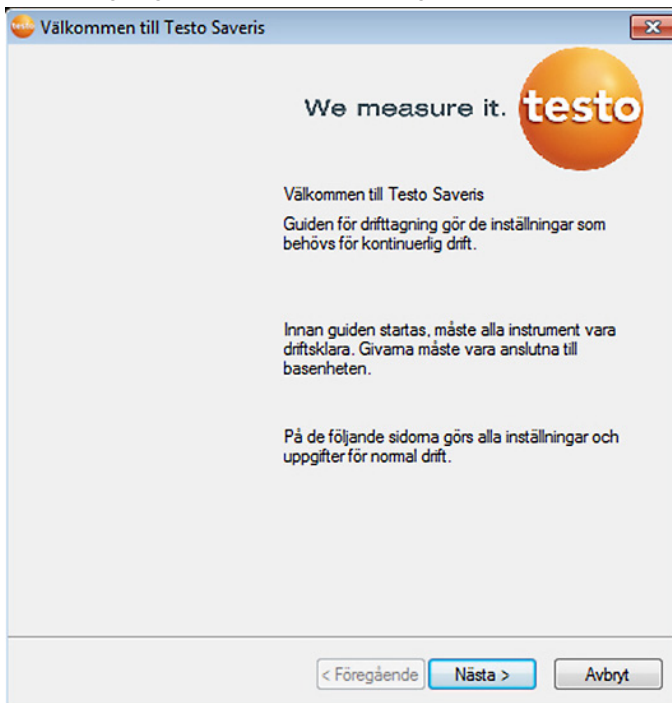 Välkommen till Testo Saveris
We measure it. testo
Välkommen till Testo Saveris
Guiden för drifttagning gör de inställningar som
behövs för kontinuerlig drift.
Innan guiden startas, måste alla instrument vara
driftsklara. Givarna måste vara anslutna till
basenheten.
På de följande sidorna görs alla inställningar och
uppgifter för normal drift.
< Föregående Nästa > Avbryt